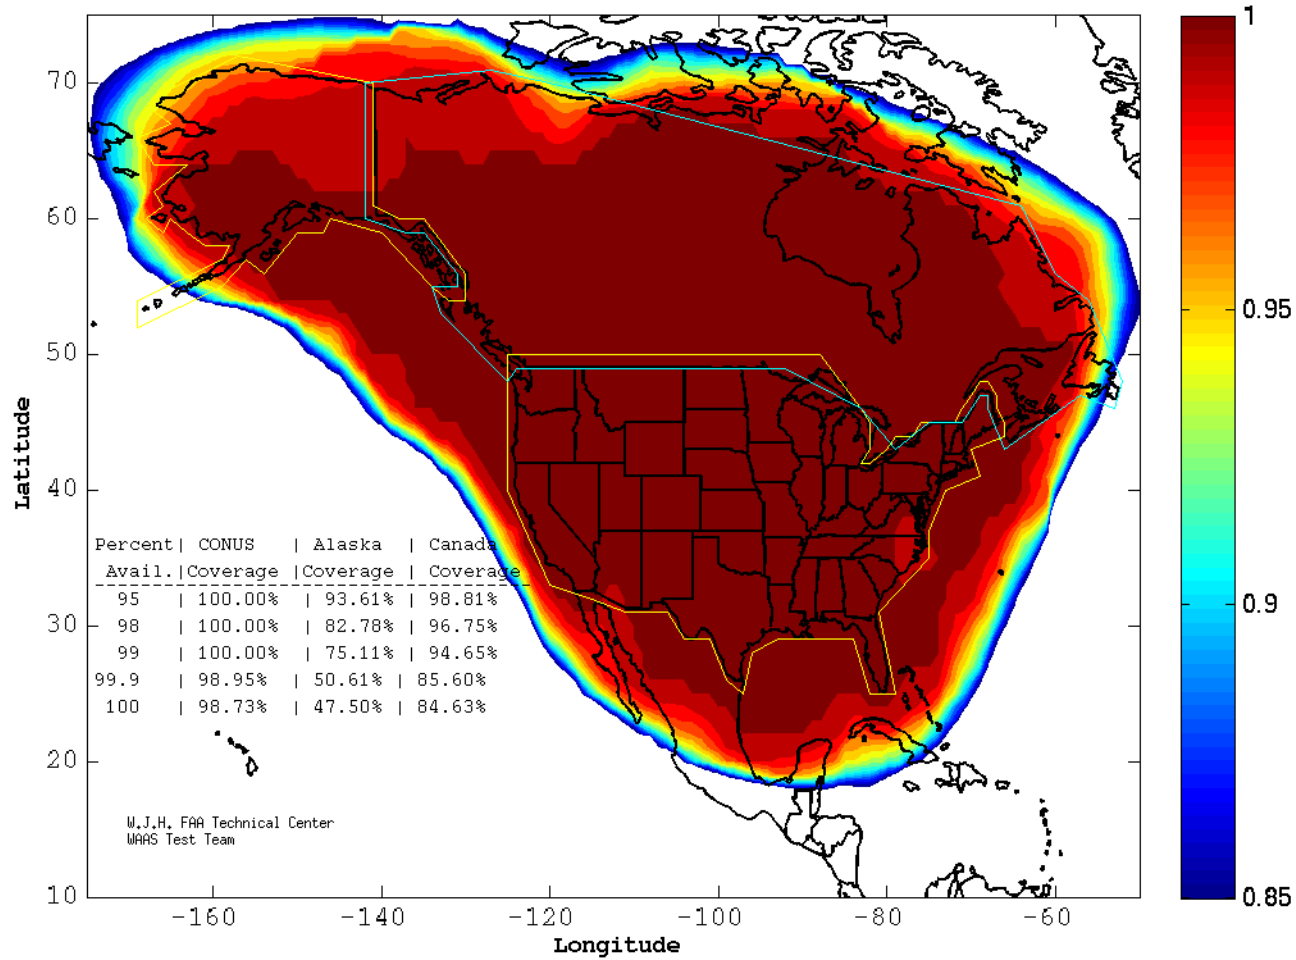 1
70
60
0.95
50
Latitude
40
Percent| CONUS | Alaska | Canada
Avail.|Coverage |Coverage | Coverage
95 | 100.00% | 93.61% | 98.81%
0.9
30
98 | 100.00% | 82.78% | 96.75%
99 | 100.00% | 75.11% | 94.65%
99.9 | 98.95% | 50.61% | 85.60%
100 | 98.73% | 47.50% | 84.63%
20
W.J.H. FAA Technical Center
WAAS Test Team
10
0.85
-160 -140 -120 -100 -80 -60
Longitude